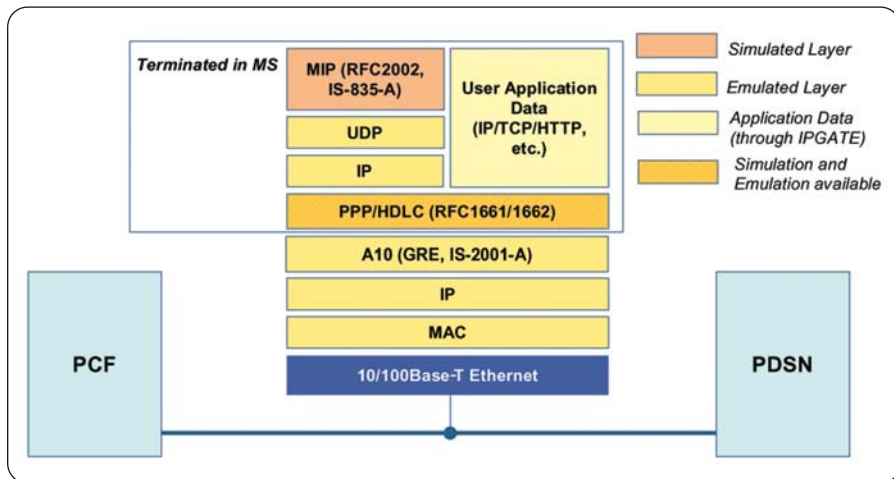 Terminated in MS
MIP (RFC2002,
IS-835-A)
UDP
IP
User Application
Data
(IP/TCP/HTTP,
etc.)
PPP/HDLC (RFC1661/1662)
A10 (GRE, IS-2001-A)
IP
MAC
10/100Base-T Ethernet
PCF
PDSN
Simulated Layer
Emulated Layer
Application Data
(through IPGATE)
Simulation and
Emulation available